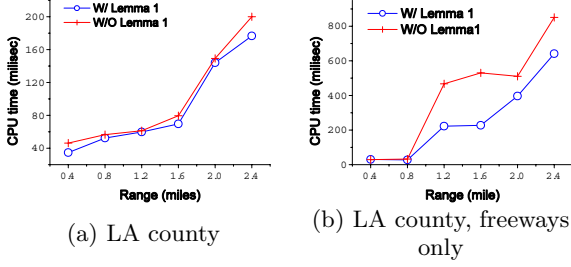 W/ Lemma 1
W/O Lemma 1
CPU time (milisec)
200
160
120
80
40
0.4 0.8 1.2 1.6 2.0 2.4
Range (miles)
(a) LA county
W/ Lemma 1
W/O Lemma1
CPU time (milisec)
800
600
400
200
0
0.4 0.8 1.2 1.6 2.0 2.4
Range (mile)
(b) LA county, freeways
only